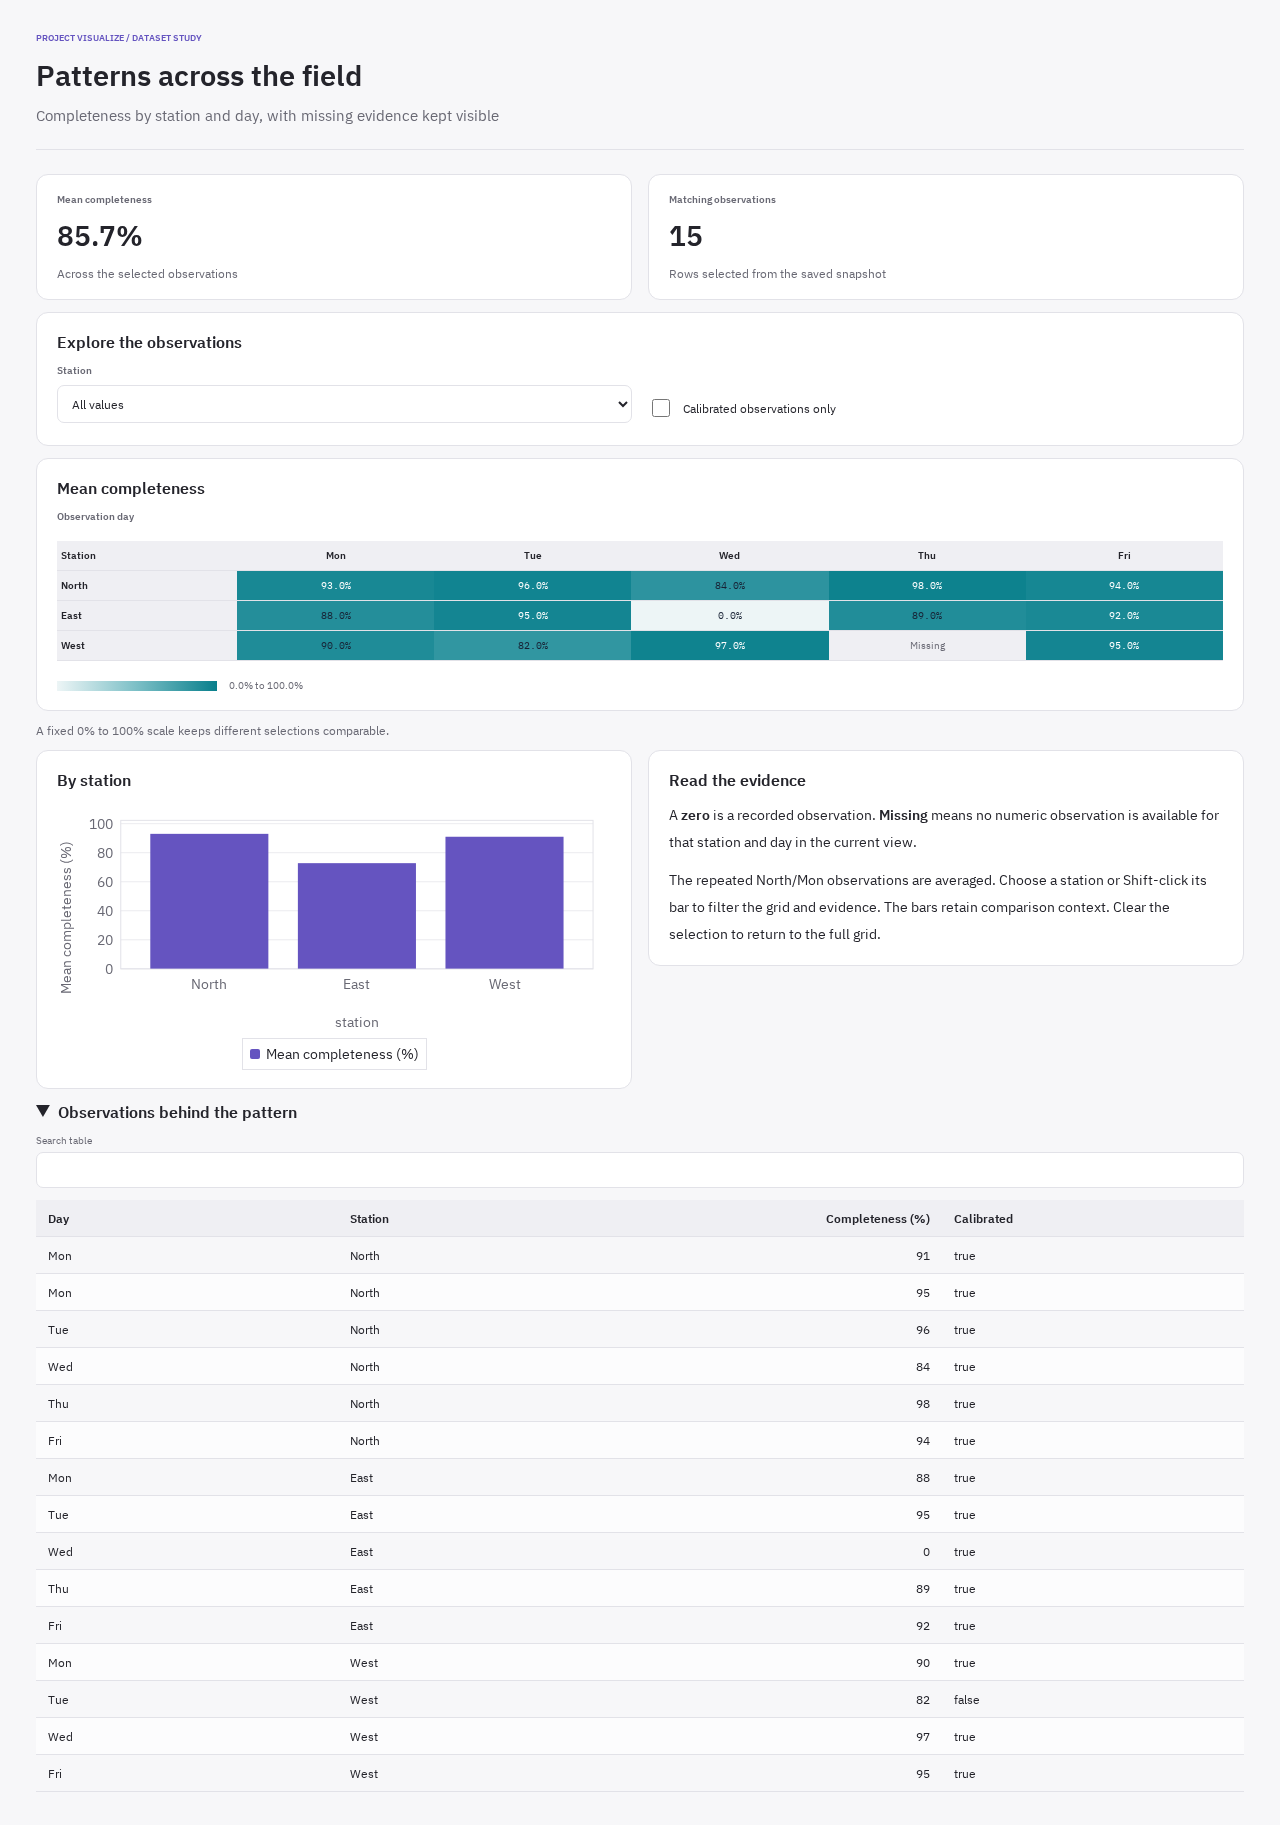 PROJECT VISUALIZE / DATASET STUDY
Patterns across the field
Completeness by station and day, with missing evidence kept visible
Mean completeness
85.7%
Across the selected observations
Matching observations
15
Rows selected from the saved snapshot
Explore the observations
Station
All values
Calibrated observations only
Mean completeness
Observation day
Station Mon Tue Wed Thu Fri
North 93.0% 96.0% 84.0% 98.0% 94.0%
East 88.0% 95.0% 0.0% 89.0% 92.0%
West 90.0% 82.0% 97.0% Missing 95.0%
0.0% to 100.0%
A fixed 0% to 100% scale keeps different selections comparable.
By station
Mean completeness (%)
100
80
60
40
20
0
North East West
station
Mean completeness (%)
Read the evidence
A zero is a recorded observation. Missing means no numeric observation is available for
that station and day in the current view.
The repeated North/Mon observations are averaged. Choose a station or Shift-click its
bar to filter the grid and evidence. The bars retain comparison context. Clear the
selection to return to the full grid.
Observations behind the pattern
Search table
Day Station Completeness (%) Calibrated
Mon North 91 true
Mon North 95 true
Tue North 96 true
Wed North 84 true
Thu North 98 true
Fri North 94 true
Mon East 88 true
Tue East 95 true
Wed East 0 true
Thu East 89 true
Fri East 92 true
Mon West 90 true
Tue West 82 false
Wed West 97 true
Fri West 95 true